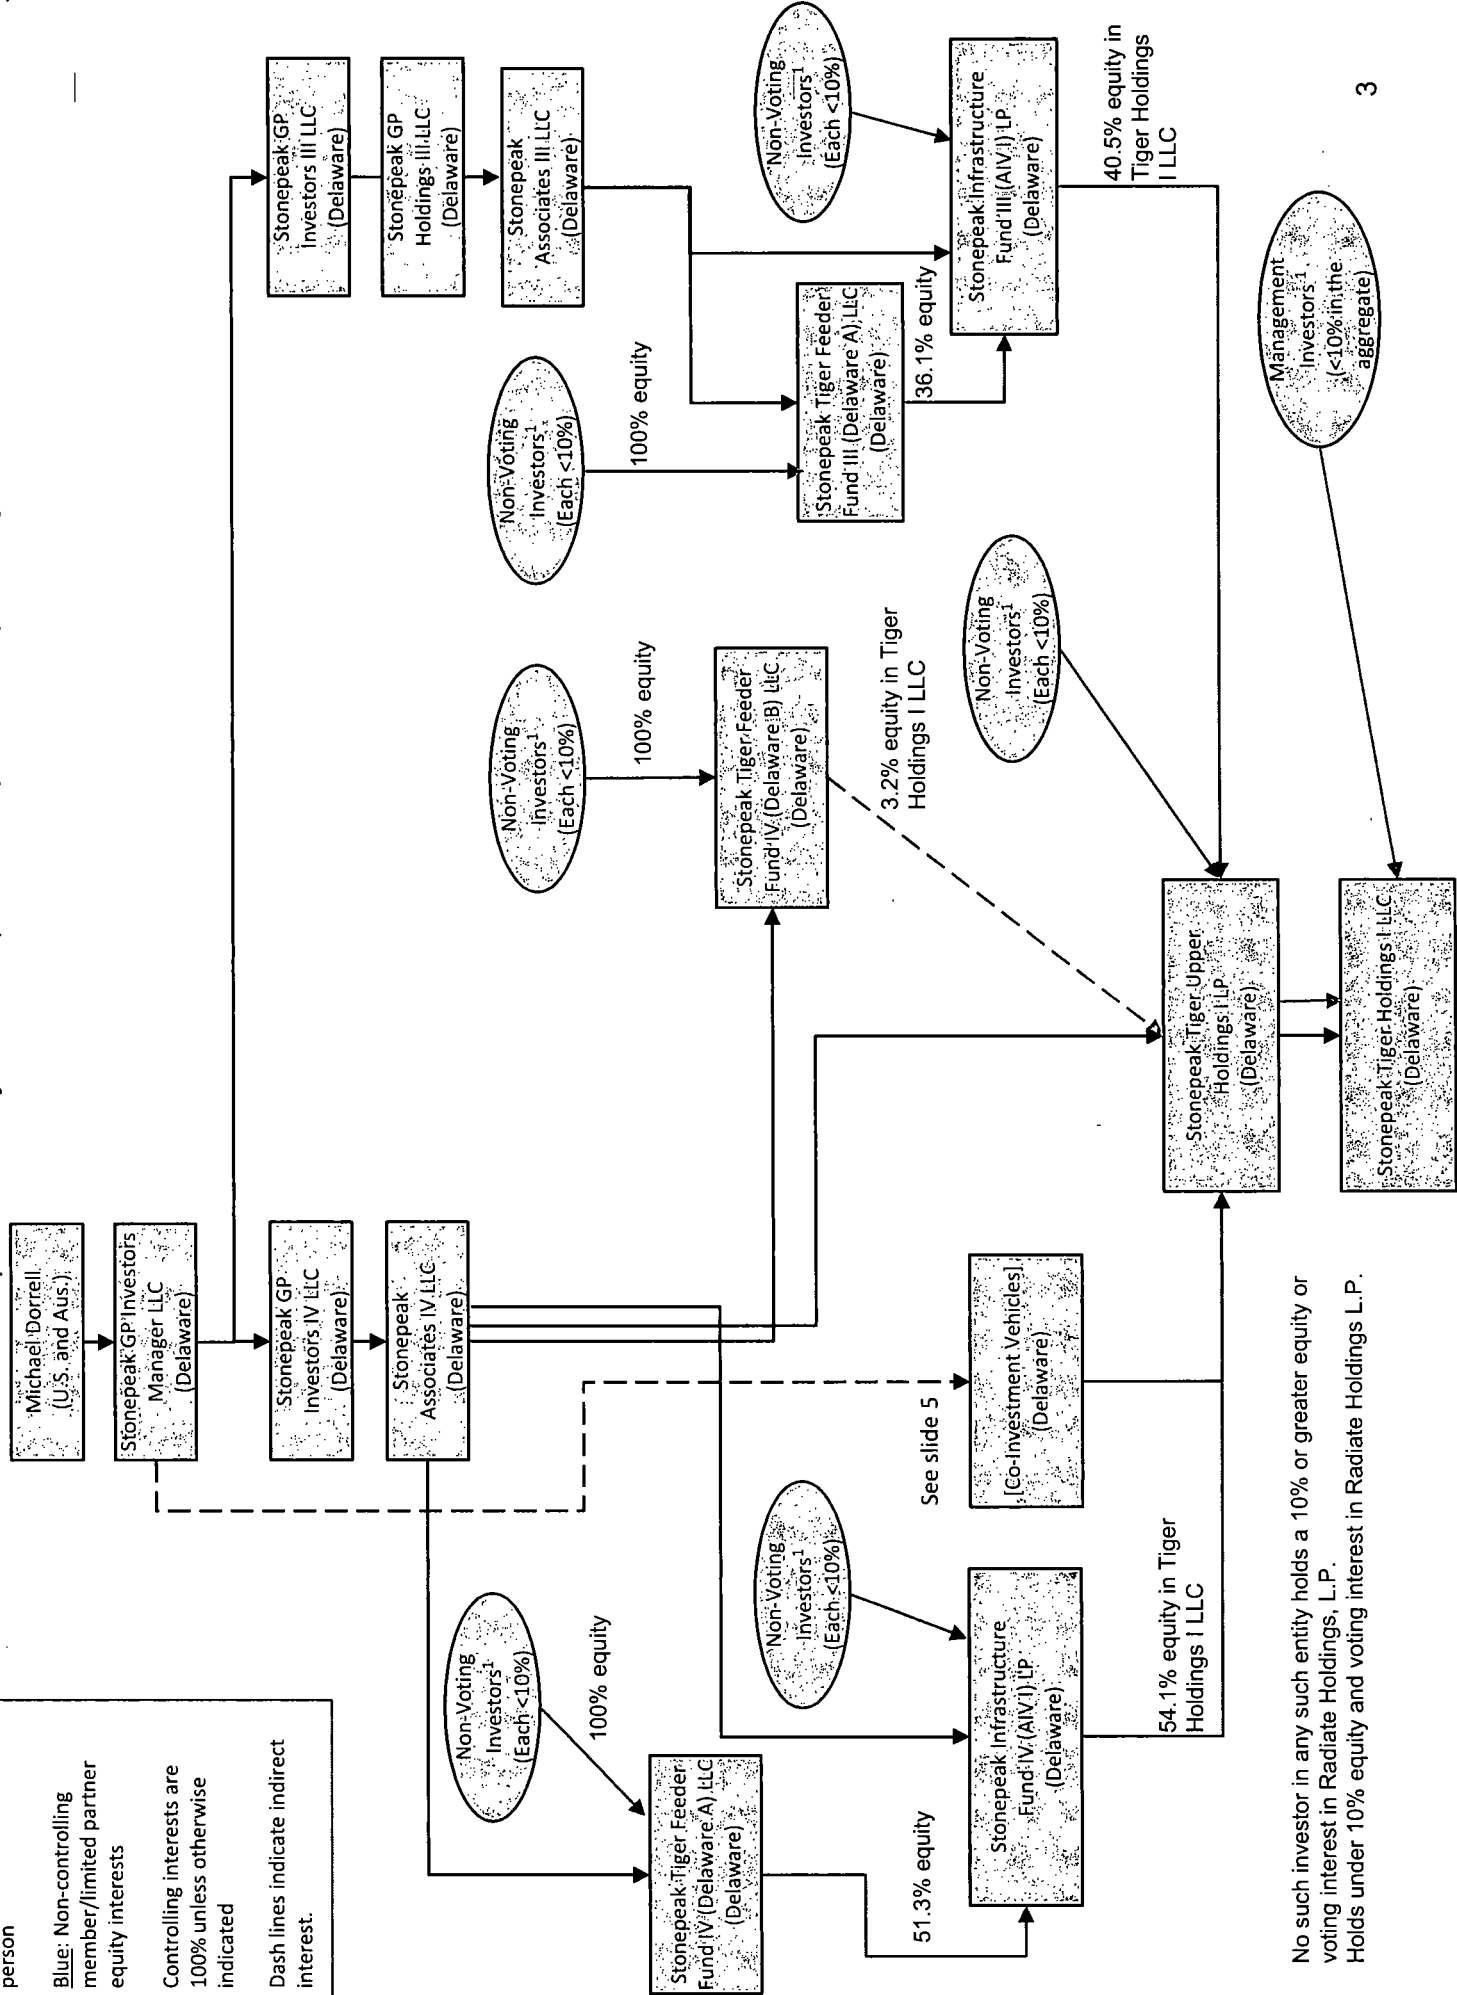 person
Blue: Non-controlling
member/limited partner
equity interests
Controlling interests are
100% unless otherwise
indicated
Dash lines indicate indirect
interest.
Michael Dorrell
(U.S. and Aus.)
Stonepeak GP Investors
Manager LLC
(Delaware)
Stonepeak GP
Investors IV LLC
(Delaware)
Stonepeak
Associates IV LLC
(Delaware)
Stonepeak GP
Investors III LLC
(Delaware)
Stonepeak GP
Holdings III LLC
(Delaware)
Stonepeak
Associates III LLC
(Delaware)
Non-Voting
Investors1
(Each <10%)
100% equity
Stonepeak Tiger Feeder
Fund IV (Delaware A) LLC
(Delaware)
51.3% equity
Non-Voting
Investors1
(Each <10%)
Stonepeak Infrastructure
Fund IV (AIV I) LP
(Delaware)
54.1% equity in Tiger
Holdings I LLC
See slide 5
[Co-Investment Vehicles]
(Delaware)
Non-Voting
Investors1
(Each <10%)
100% equity
Stonepeak Tiger Feeder
Fund IV (Delaware B) LLC
(Delaware)
3.2% equity in Tiger
Holdings I LLC
Non-Voting
Investors1
(Each <10%)
100% equity
Stonepeak Tiger Feeder
Fund III (Delaware A) LLC
(Delaware)
36.1% equity
Non-Voting
Investors1
(Each <10%)
Stonepeak Infrastructure
Fund III (AIV I) LP
(Delaware)
40.5% equity in
Tiger Holdings
I LLC
Non-Voting
Investors1
(Each <10%)
Stonepeak Tiger Upper
Holdings I LP
(Delaware)
Management
Investors1
(<10% in the
aggregate)
Stonepeak Tiger Holdings I LLC
(Delaware)
No such investor in any such entity holds a 10% or greater equity or
voting interest in Radiate Holdings, L.P.
Holds under 10% equity and voting interest in Radiate Holdings L.P.
3